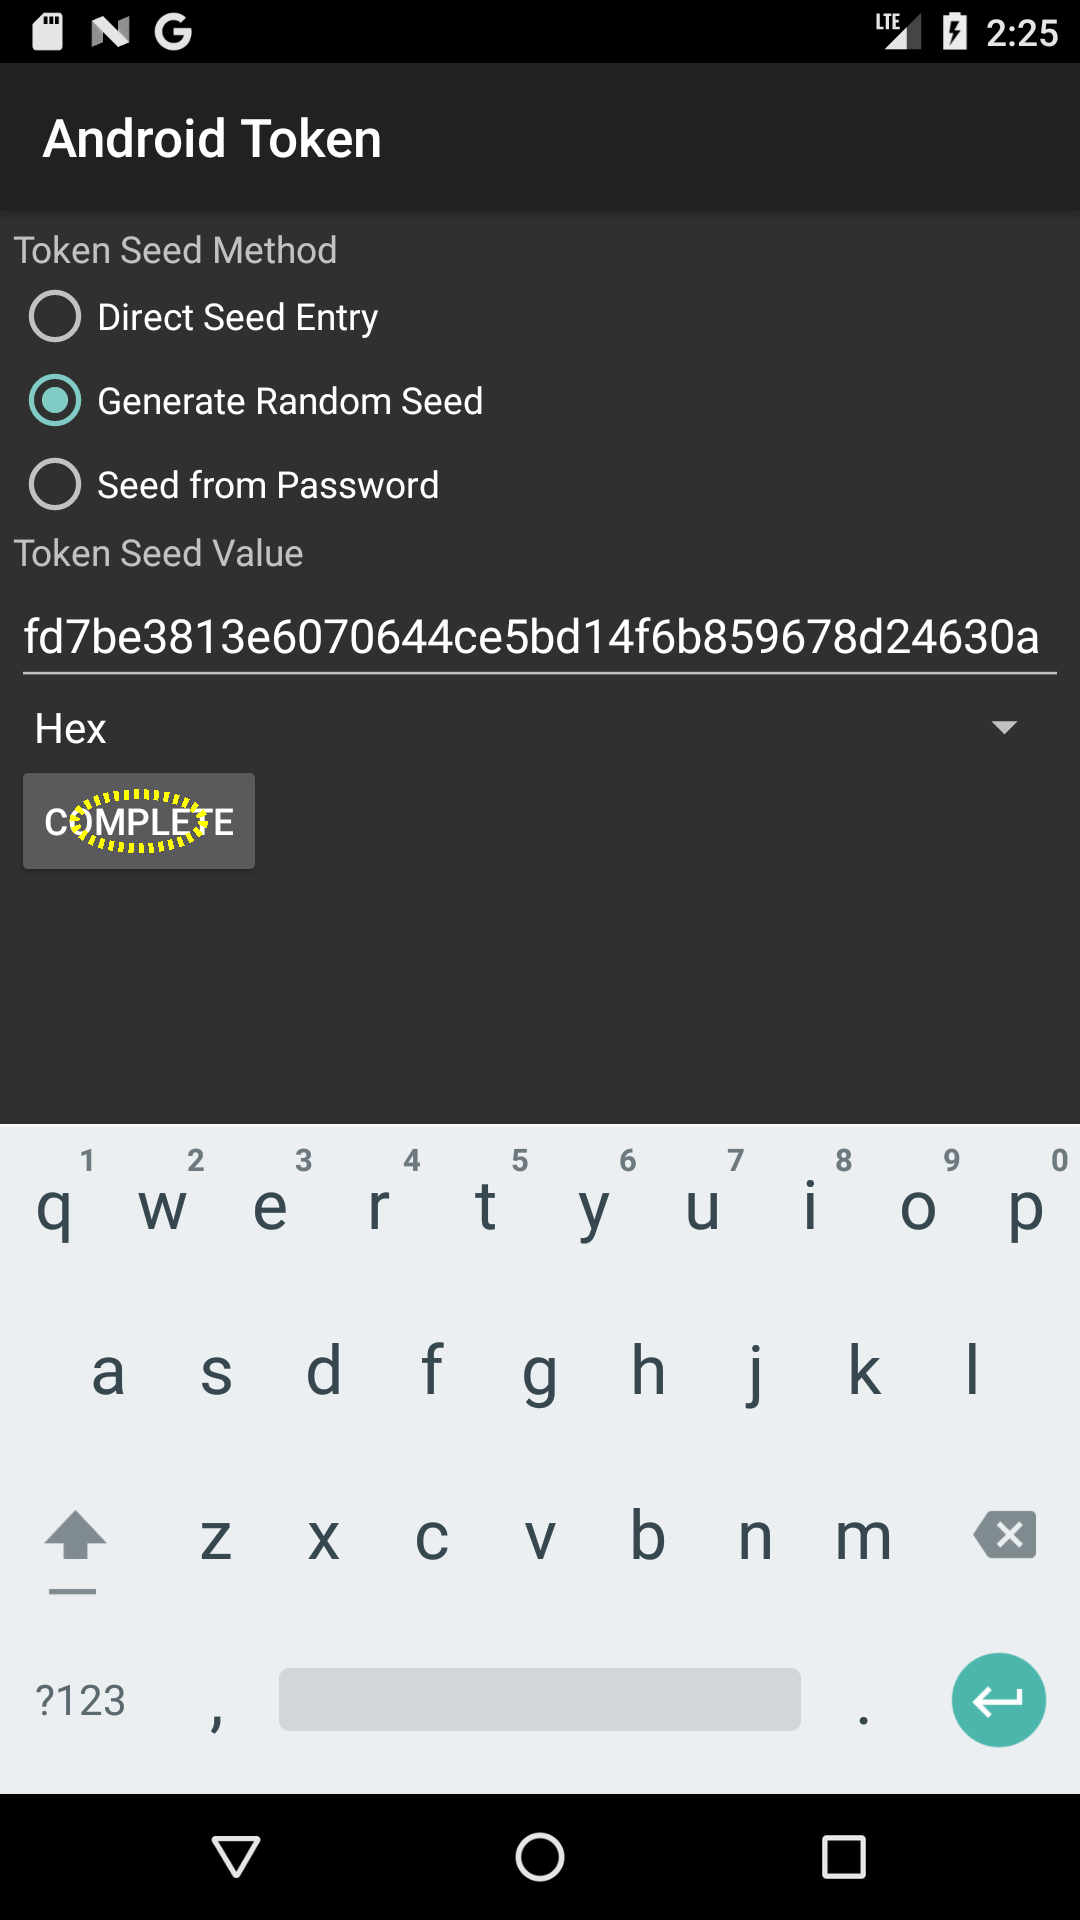 LTE 2:25
Android Token
Token Seed Method
Direct Seed Entry
Generate Random Seed
Seed from Password
Token Seed Value
fd7be3813e6070644ce5bd14f6b859678d24630a
Hex
COMPLETE
1 2 3 4 5 6 7 8 9 0
q w e r t y u i o p
a s d f g h j k l
z x c v b n m
?123 , .